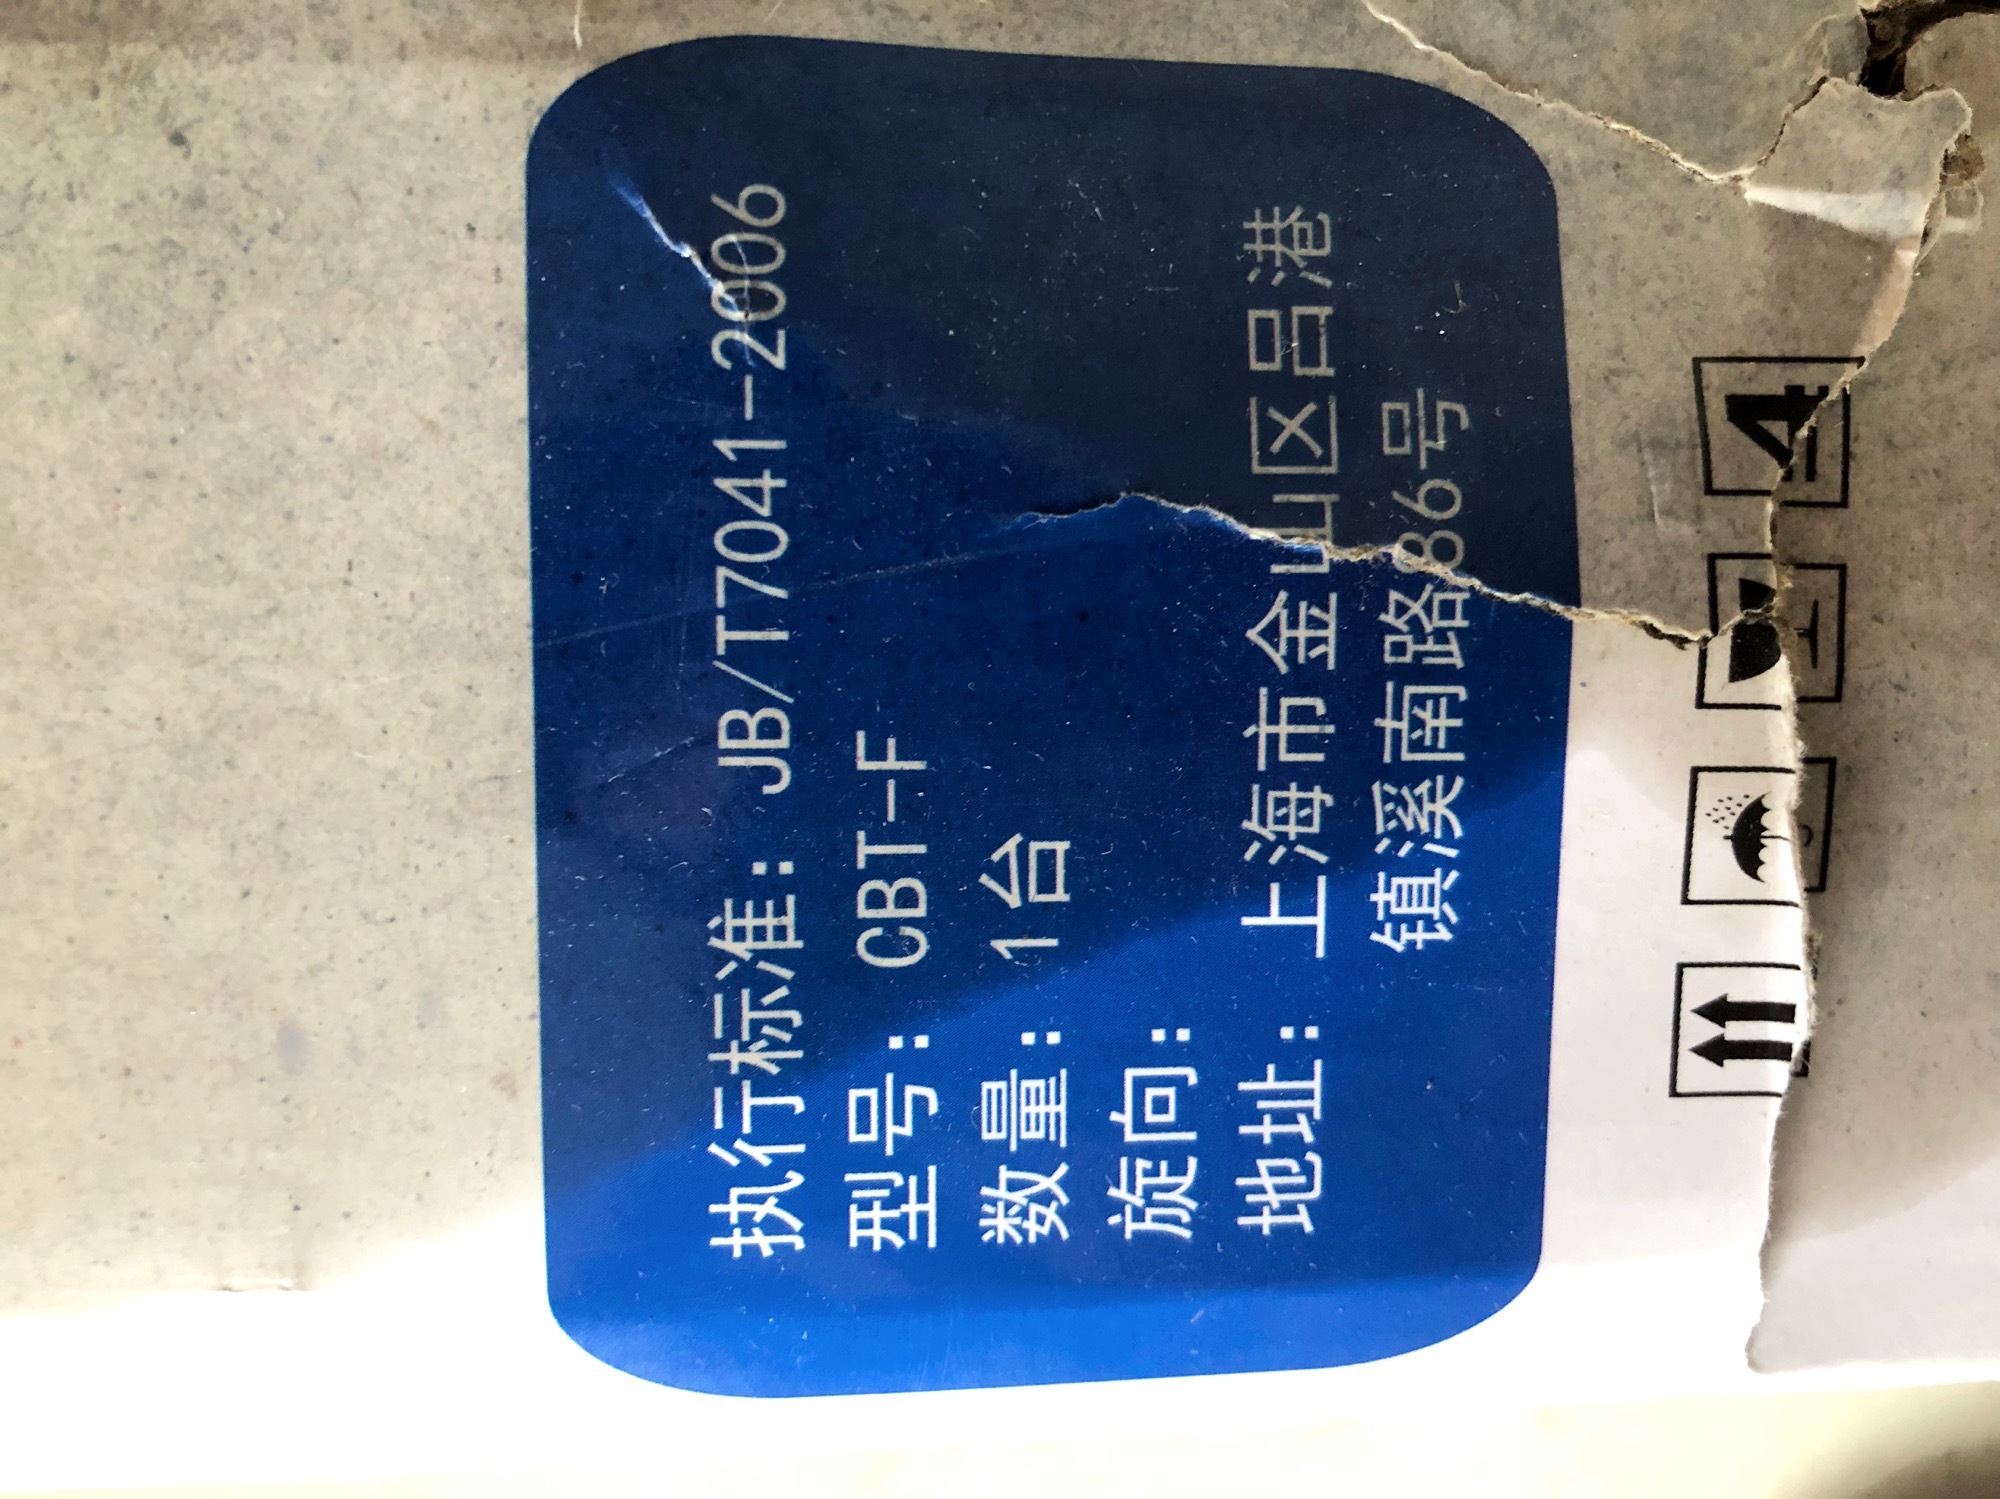 执行标准：JB/T7041-2006
型号：CBT-F
数量：1台
旋向：
地址：上海市金山区吕港
镇溪南路86号
4